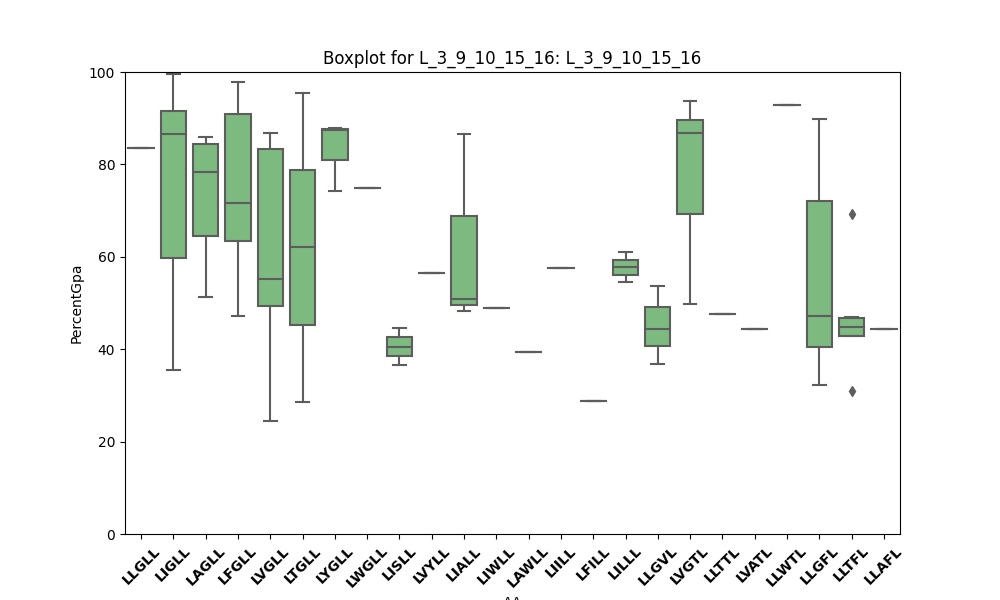 Boxplot for L_3_9_10_15_16: L_3_9_10_15_16
PercentGpa
100
80
60
40
20
0
LLGLL
LIGLL
LAGLL
LFGLL
LVGLL
LTGLL
LYGLL
LWGLL
LISLL
LVYLL
LIALL
LIWLL
LAWLL
LIILL
LFILL
LILLL
LLGVL
LVGTL
LLTTL
LVATL
LLWTL
LLGFL
LLTFL
LLAFL